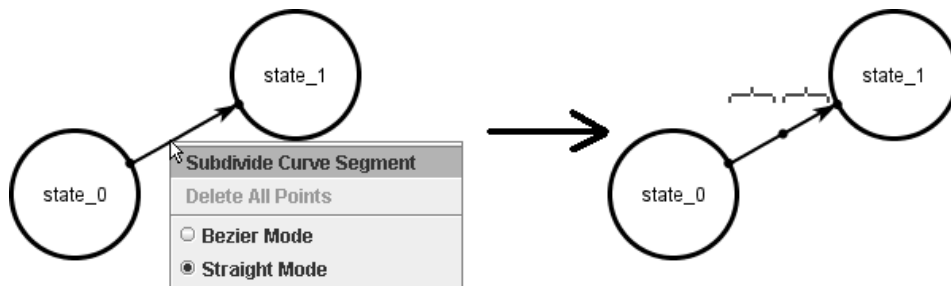 state_1
state_1
state_0
state_0
Subdivide Curve Segment
Delete All Points
Bezier Mode
Straight Mode